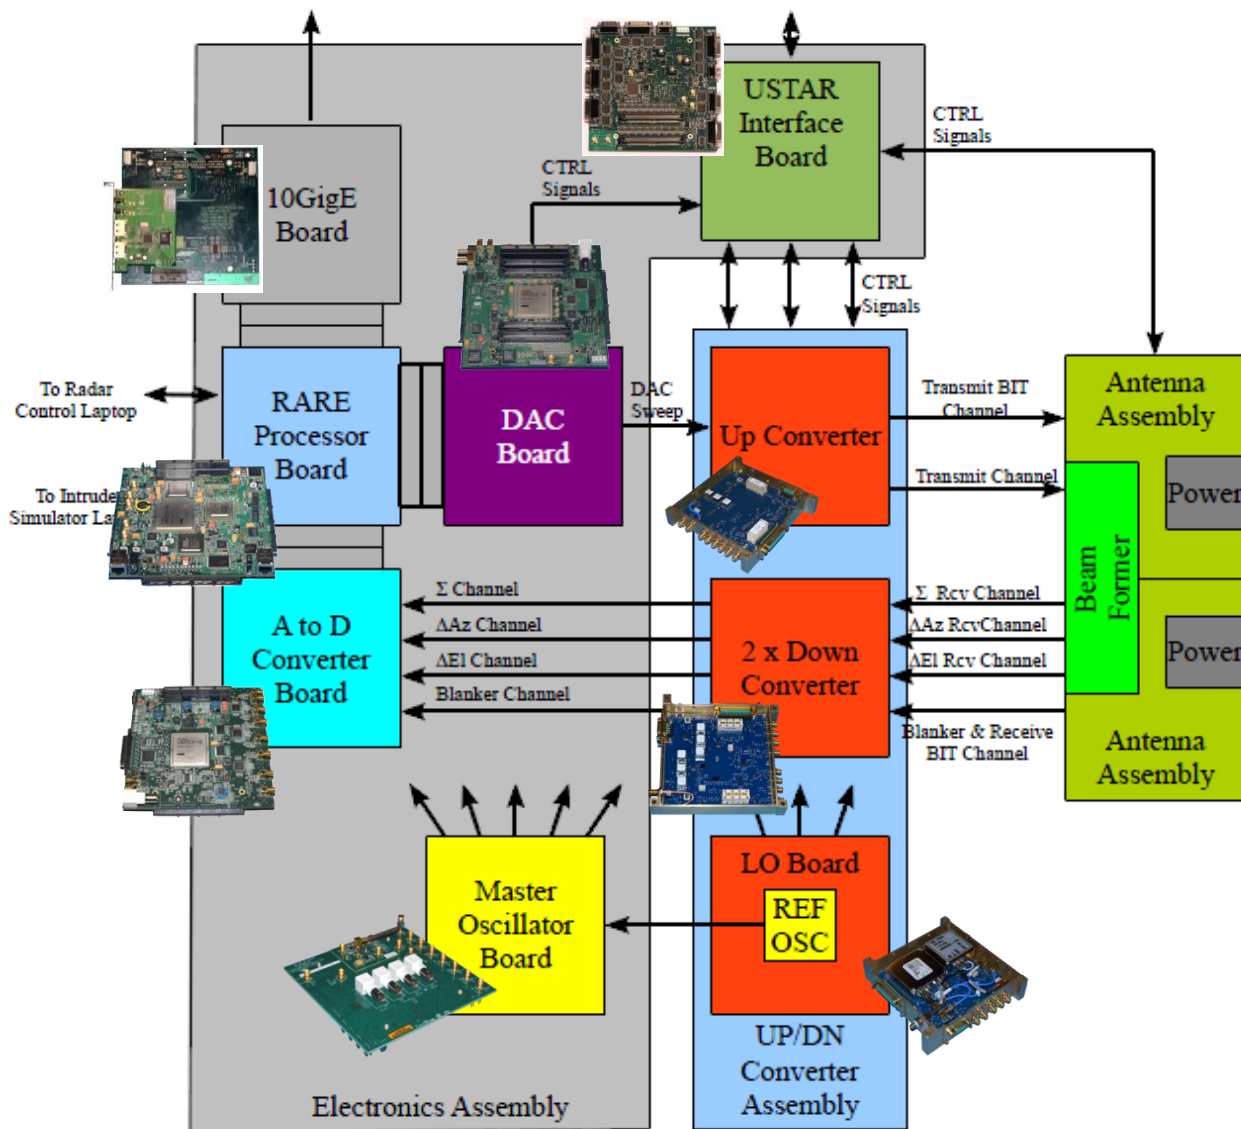 USTAR
Interface
Board
CTRL
Signals
CTRL
Signals
10GigE
Board
CTRL
Signals
To Radar
Control Laptop
RARE
Processor
Board
DAC
Board
DAC
Sweep
Up Converter
Transmit BIT
Channel
Antenna
Assembly
Transmit Channel
Power
To
Simulator
A to D
Converter
Board
Σ Channel
ΔAz Channel
ΔEl Channel
Blanker Channel
2 x Down
Converter
Σ Rcv Channel
ΔAz RcvChannel
ΔEl Rcv Channel
Blanker & Receive
BIT Channel
Beam
Former
Power
Antenna
Assembly
Master
Oscillator
Board
LO Board
REF
OSC
UP/DN
Converter
Assembly
Electronics Assembly